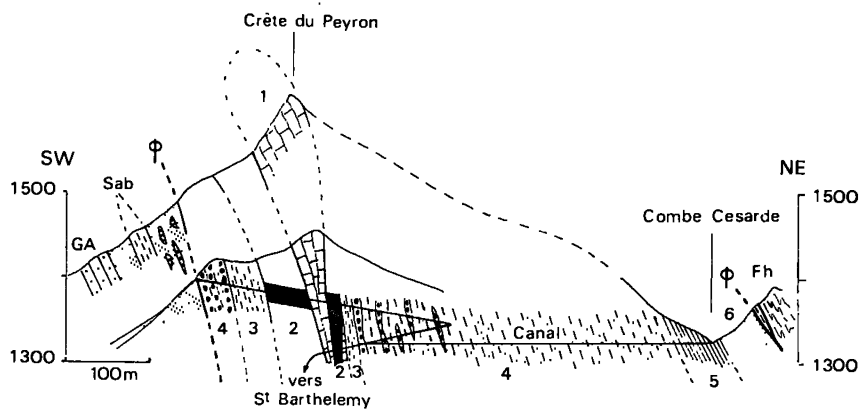 Crête du Peyron
1
SW
φ
NE
1500
Sab
1500
Combe Cesarde
GA
φ
Fh
6
4
3
2
Canal
1300
100m
2
3
4
5
1300
vers
St Barthelemy